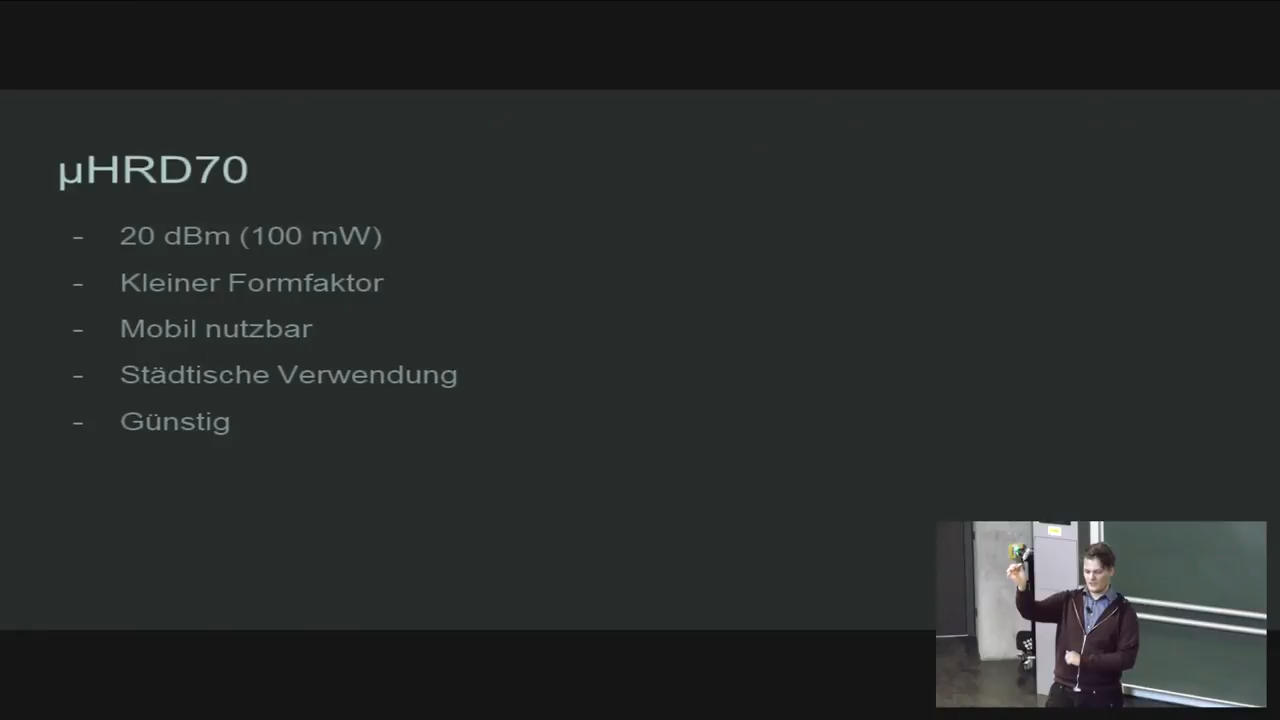 µHRD70
- 20 dBm (100 mW)
- Kleiner Formfaktor
- Mobil nutzbar
- Städtische Verwendung
- Günstig